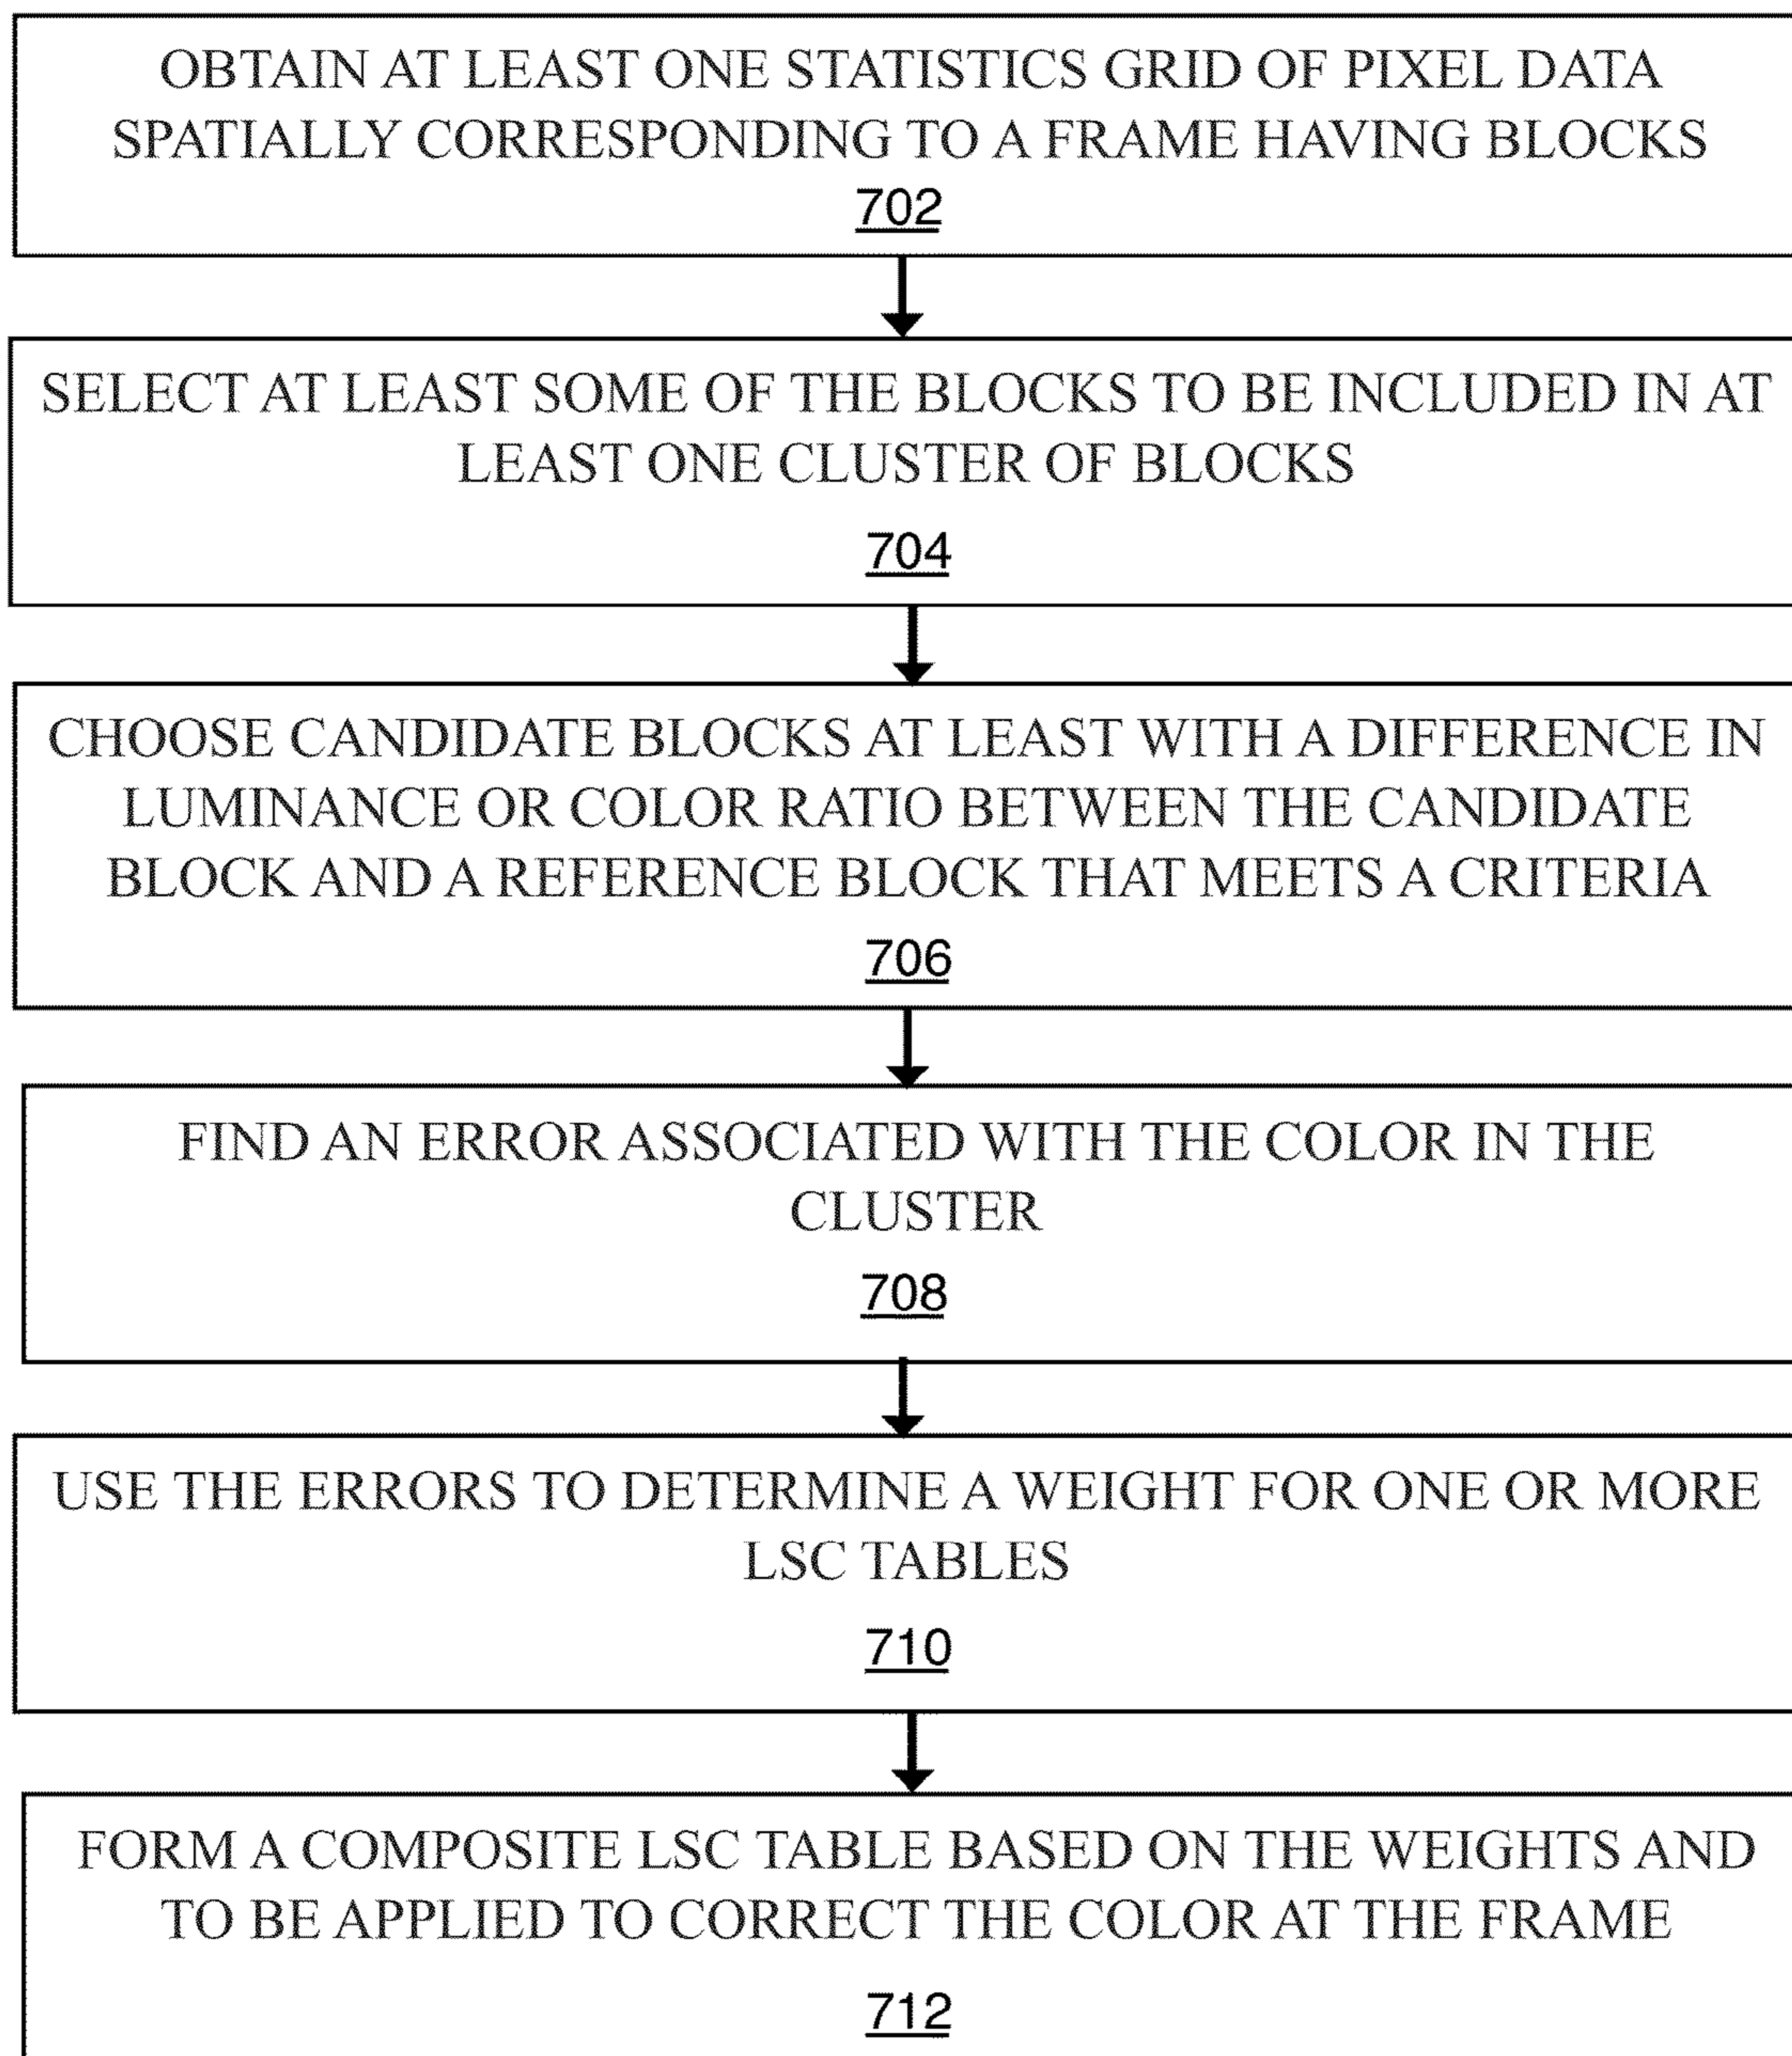 OBTAIN AT LEAST ONE STATISTICS GRID OF PIXEL DATA
SPATIALLY CORRESPONDING TO A FRAME HAVING BLOCKS
702
SELECT AT LEAST SOME OF THE BLOCKS TO BE INCLUDED IN AT
LEAST ONE CLUSTER OF BLOCKS
704
CHOOSE CANDIDATE BLOCKS AT LEAST WITH A DIFFERENCE IN
LUMINANCE OR COLOR RATIO BETWEEN THE CANDIDATE
BLOCK AND A REFERENCE BLOCK THAT MEETS A CRITERIA
706
FIND AN ERROR ASSOCIATED WITH THE COLOR IN THE
CLUSTER
708
USE THE ERRORS TO DETERMINE A WEIGHT FOR ONE OR MORE
LSC TABLES
710
FORM A COMPOSITE LSC TABLE BASED ON THE WEIGHTS AND
TO BE APPLIED TO CORRECT THE COLOR AT THE FRAME
712